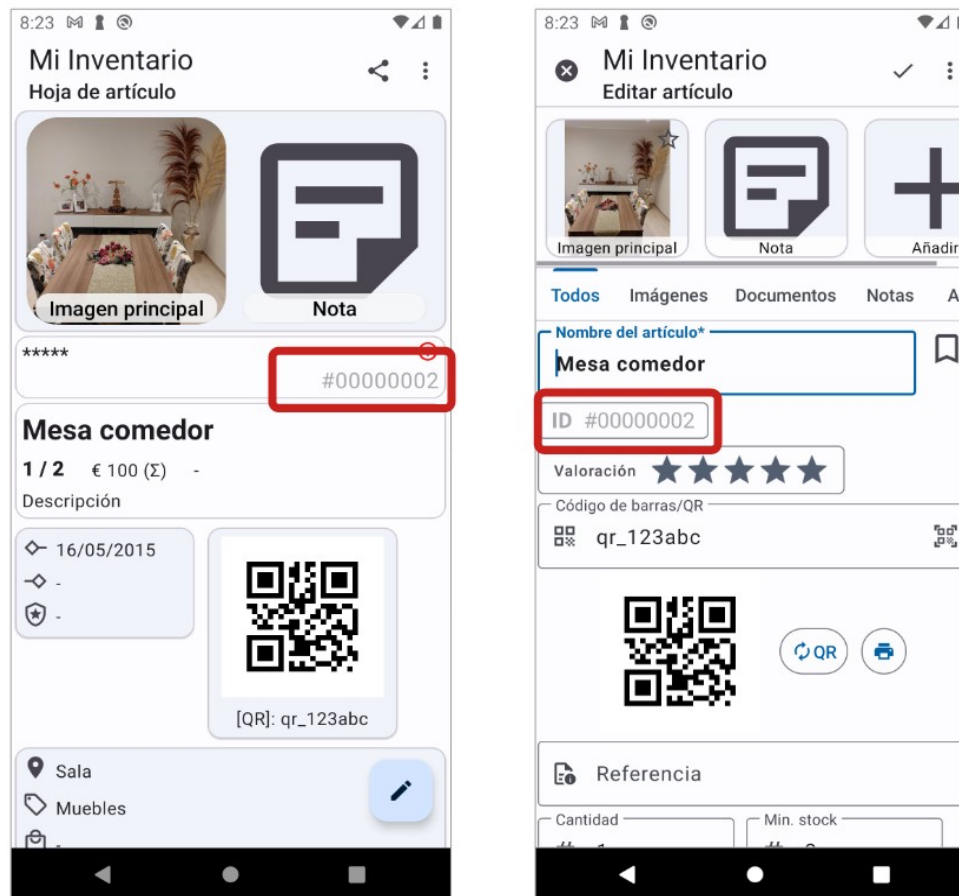 8:23
Mi Inventario
Hoja de artículo
Imagen principal
Nota
*****
#00000002
Mesa comedor
1 / 2 € 100 (Σ) -
Descripción
16/05/2015
-
-
[QR]: qr_123abc
Sala
Muebles
-
8:23
Mi Inventario
Editar artículo
Imagen principal
Nota
Añadir
Todos Imágenes Documentos Notas A
Nombre del artículo*
Mesa comedor
ID #00000002
Valoración
Código de barras/QR
qr_123abc
QR
Referencia
Cantidad
Min. stock